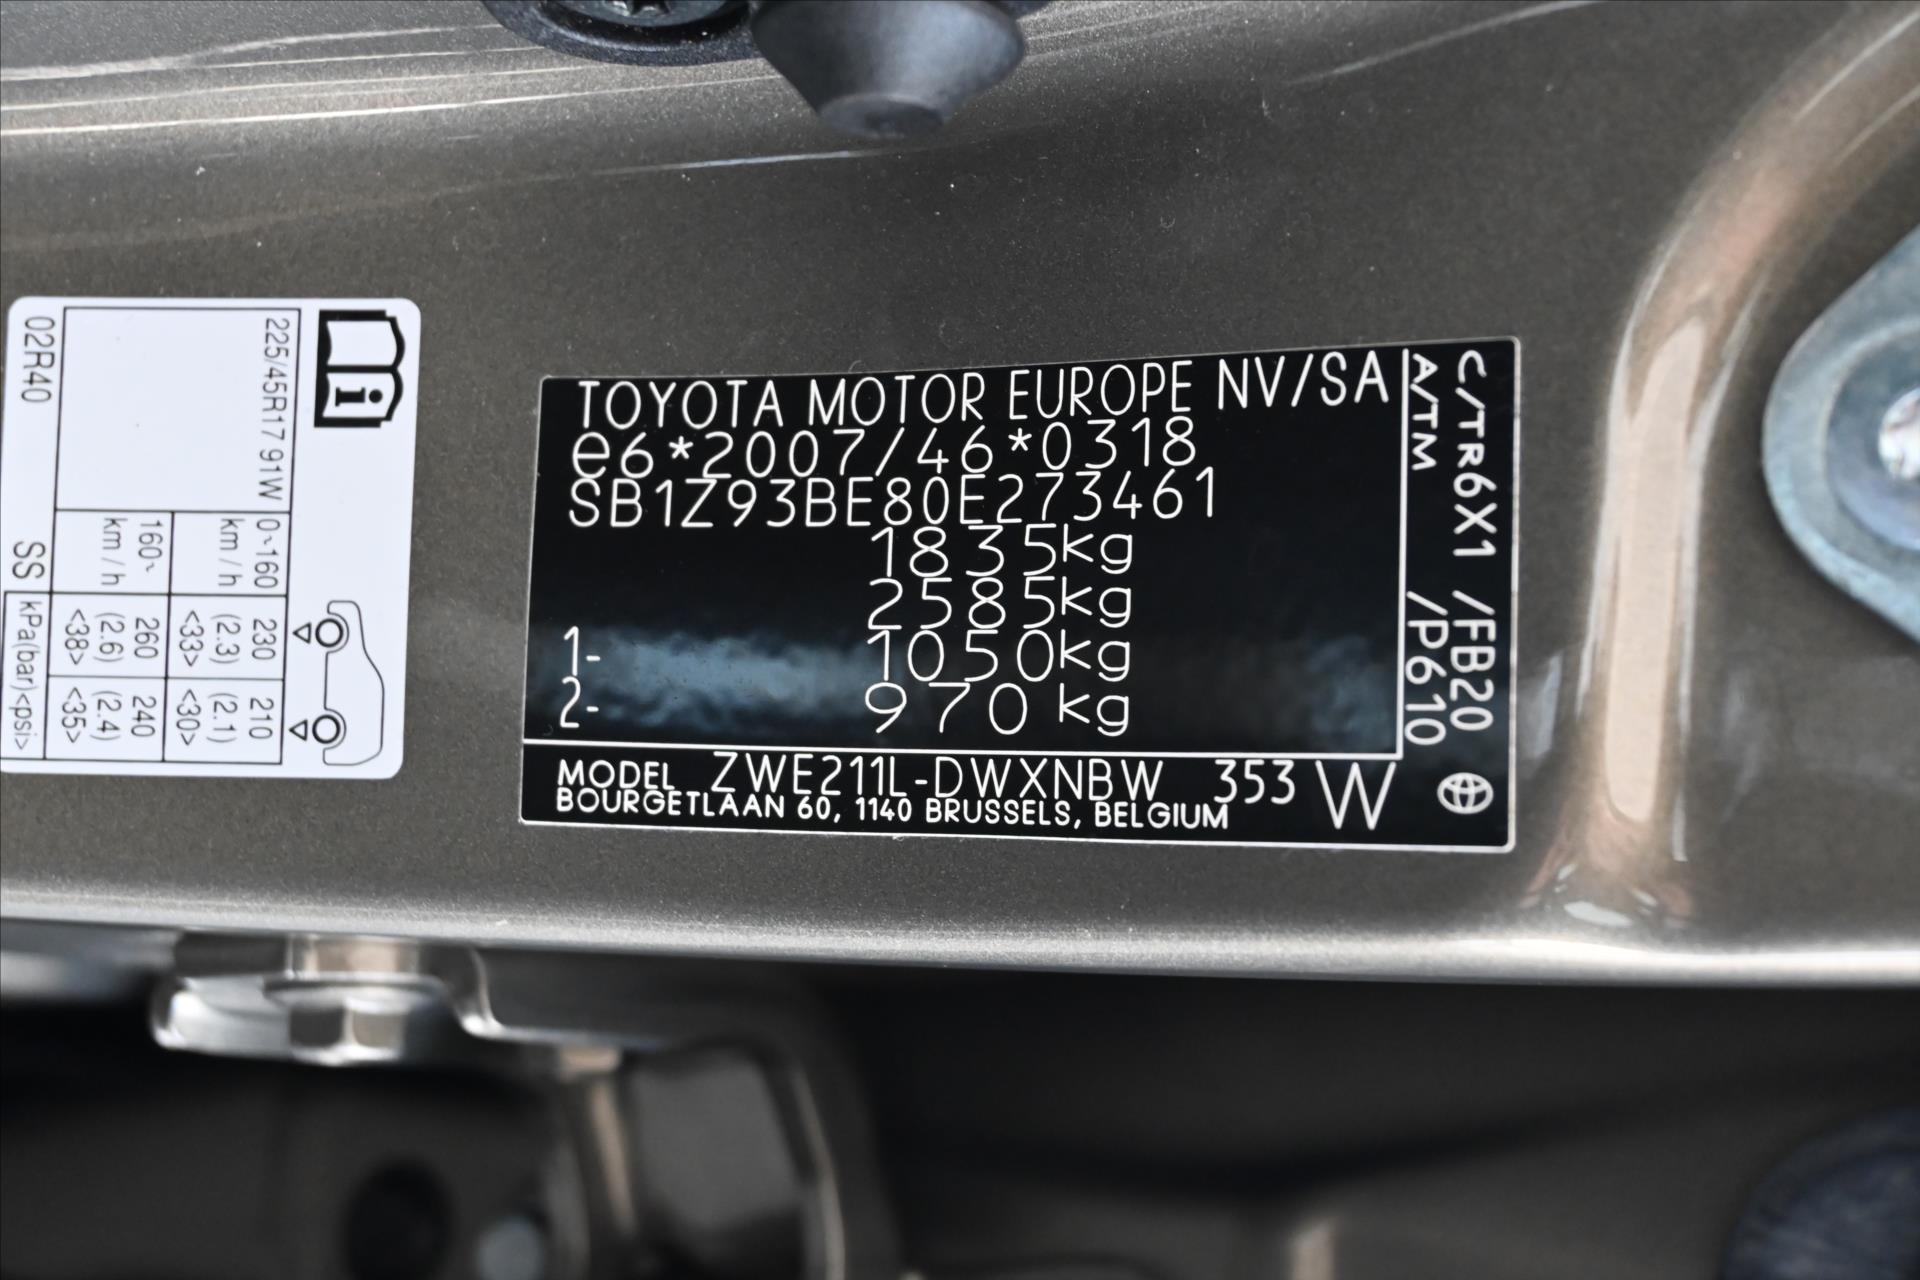 225/45R17 91W
0~160 km/h 230 (2.3) <33> 210 (2.1) <30>
160~ km/h 260 (2.6) <38> 240 (2.4) <35>
02R40 SS kPa(bar)<psi>
TOYOTA MOTOR EUROPE NV/SA
e6*2007/46*0318
SB1Z93BE80E273461
1835kg
2585kg
1- 1050kg
2- 970 kg
MODEL ZWE211L-DWXNBW 353 W
BOURGETLAAN 60, 1140 BRUSSELS, BELGIUM
C/TR6X1 /FB20
A/TM /P610